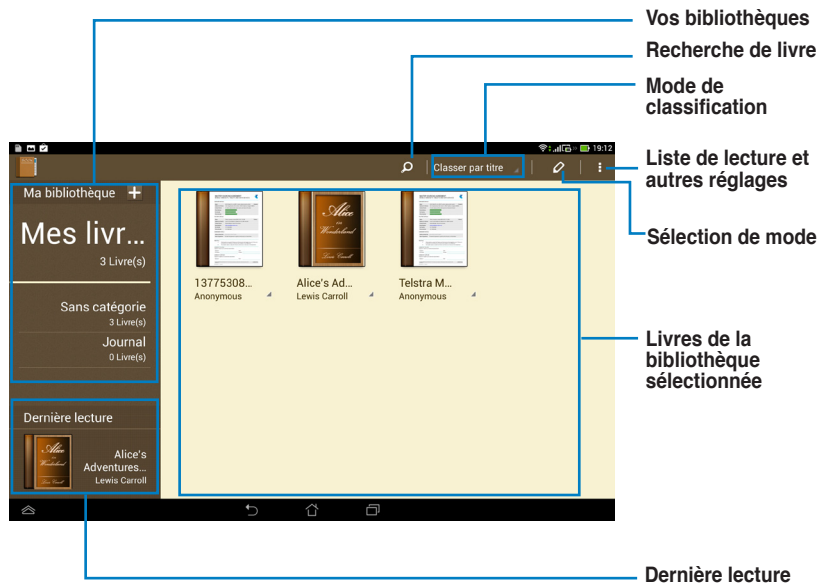 Vos bibliothèques
Recherche de livre
Mode de
classification
19:12
Classer par titre
Liste de lecture et
autres réglages
Sélection de mode
Ma bibliothèque
Mes livr...
3 Livre(s)
Sans catégorie
3 Livre(s)
Journal
0 Livre(s)
Alice
Wonderland
Lewis Carroll
13775308...
Anonymous
Alice's Ad...
Lewis Carroll
Telstra M...
Anonymous
Livres de la
bibliothèque
sélectionnée
Dernière lecture
Alice
Wonderland
Alice's
Adventures...
Lewis Carroll
Dernière lecture